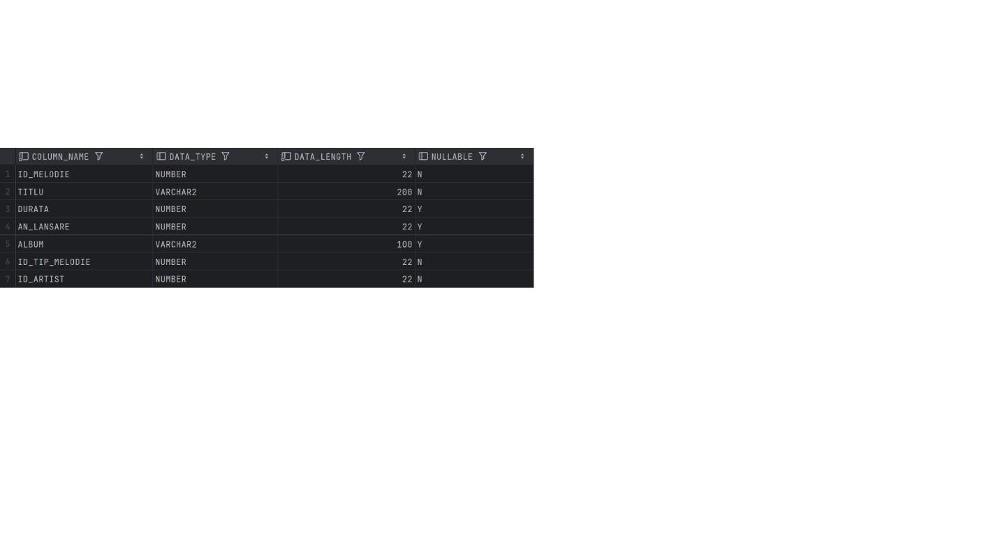 COLUMN_NAME DATA_TYPE DATA_LENGTH NULLABLE
1 ID_MELODIE NUMBER 22 N
2 TITLU VARCHAR2 200 N
3 DURATA NUMBER 22 Y
4 AN_LANSARE NUMBER 22 Y
5 ALBUM VARCHAR2 100 Y
6 ID_TIP_MELODIE NUMBER 22 N
7 ID_ARTIST NUMBER 22 N